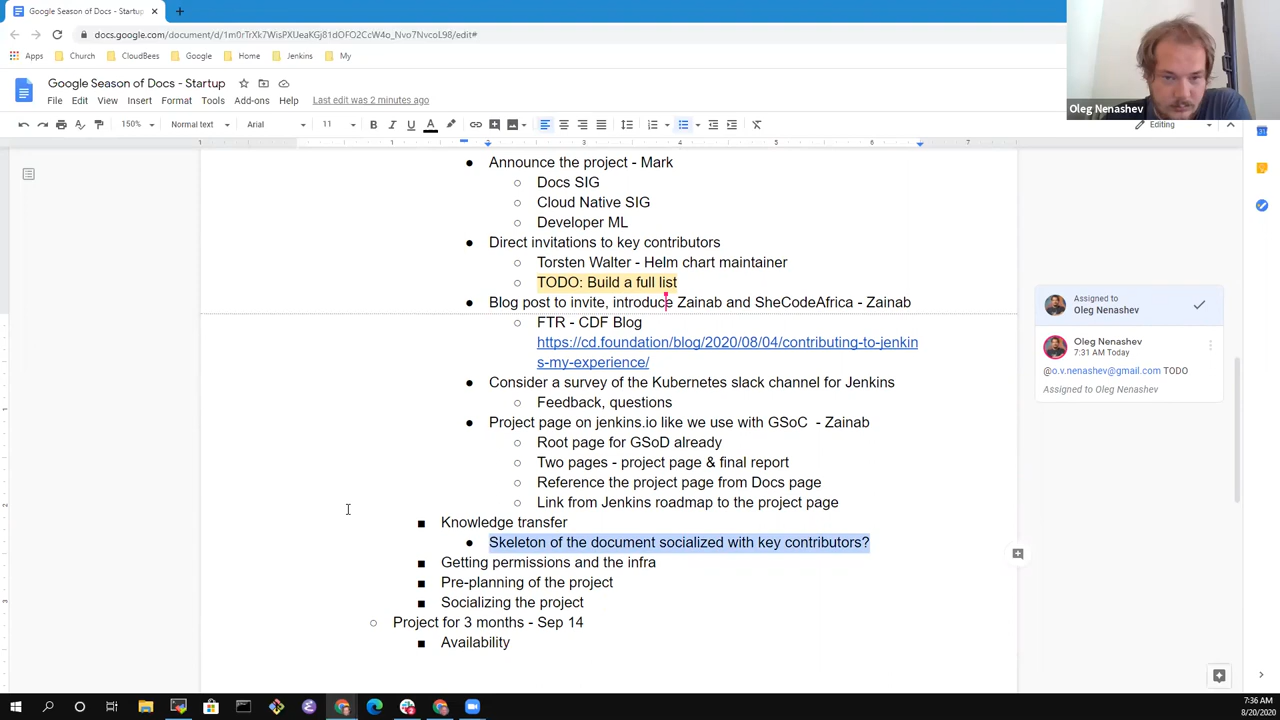 Google Season of Docs - Startup
docs.google.com/document/d/1m0rTrXk7WisPXUeaKGj81dOFO2CcW4o_Nvo7NvcoL98/edit#
Apps Church CloudBees Google Home Jenkins My
Google Season of Docs - Startup
File Edit View Insert Format Tools Add-ons Help Last edit was 2 minutes ago
150% Normal text Arial 11 B I U A Editing
Oleg Nenashev
1 1 2 3 4 5 6 7
● Announce the project - Mark
○ Docs SIG
○ Cloud Native SIG
○ Developer ML
● Direct invitations to key contributors
○ Torsten Walter - Helm chart maintainer
○ TODO: Build a full list
● Blog post to invite, introduce Zainab and SheCodeAfrica - Zainab
○ FTR - CDF Blog
https://cd.foundation/blog/2020/08/04/contributing-to-jenkin
s-my-experience/
● Consider a survey of the Kubernetes slack channel for Jenkins
○ Feedback, questions
● Project page on jenkins.io like we use with GSoC - Zainab
○ Root page for GSoD already
○ Two pages - project page & final report
○ Reference the project page from Docs page
○ Link from Jenkins roadmap to the project page
■ Knowledge transfer
● Skeleton of the document socialized with key contributors?
■ Getting permissions and the infra
■ Pre-planning of the project
■ Socializing the project
○ Project for 3 months - Sep 14
■ Availability
Assigned to
Oleg Nenashev
Oleg Nenashev
7:31 AM Today
@o.v.nenashev@gmail.com TODO
Assigned to Oleg Nenashev
7:36 AM
8/20/2020